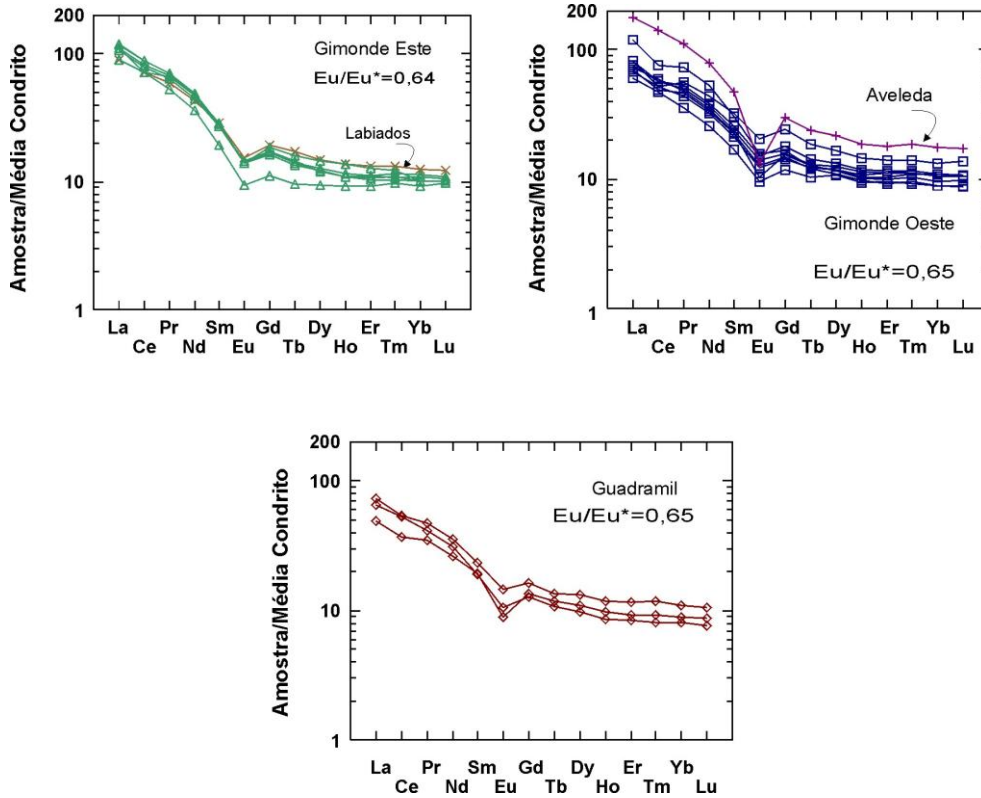 200
100
10
1
Amostra/Média Condrito
Gimonde Este
Eu/Eu*=0,64
Labiados
La Pr Sm Gd Dy Er Yb
Ce Nd Eu Tb Ho Tm Lu
200
100
10
1
Amostra/Média Condrito
Aveleda
Gimonde Oeste
Eu/Eu*=0,65
La Pr Sm Gd Dy Er Yb
Ce Nd Eu Tb Ho Tm Lu
200
100
10
1
Amostra/Média Condrito
Guadramil
Eu/Eu*=0,65
La Pr Sm Gd Dy Er Yb
Ce Nd Eu Tb Ho Tm Lu